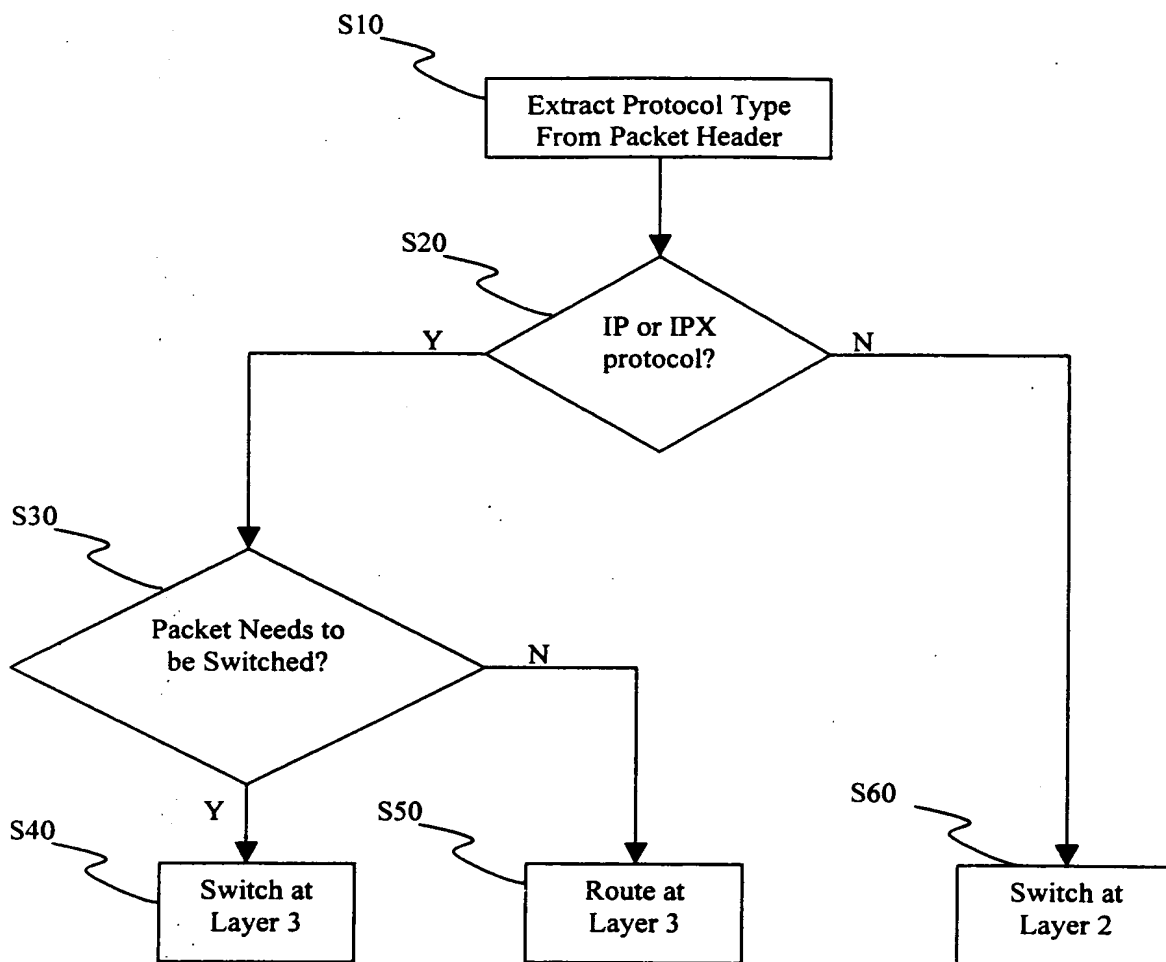 S10
Extract Protocol Type
From Packet Header
S20
IP or IPX
protocol?
Y
N
S30
Packet Needs to
be Switched?
N
Y
S40
Switch at
Layer 3
S50
Route at
Layer 3
S60
Switch at
Layer 2